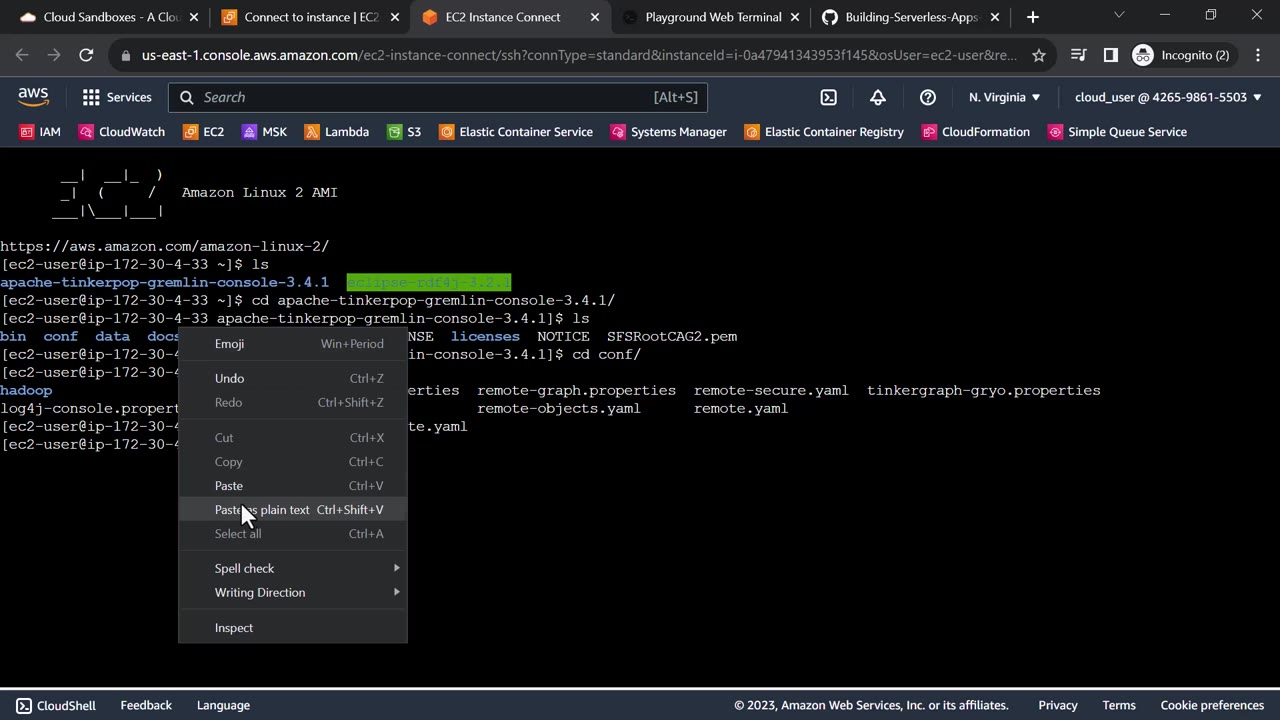 Cloud Sandboxes - A Clou
Connect to instance | EC2
EC2 Instance Connect
Playground Web Terminal
Building-Serverless-Apps-
us-east-1.console.aws.amazon.com/ec2-instance-connect/ssh?connType=standard&instanceId=i-0a47941343953f145&osUser=ec2-user&re...
Incognito (2)
aws
Services
Search
[Alt+S]
N. Virginia
cloud_user @ 4265-9861-5503
IAM
CloudWatch
EC2
MSK
Lambda
S3
Elastic Container Service
Systems Manager
Elastic Container Registry
CloudFormation
Simple Queue Service
__| __|_ )
_| ( / Amazon Linux 2 AMI
___|\___|___|
https://aws.amazon.com/amazon-linux-2/
[ec2-user@ip-172-30-4-33 ~]$ ls
apache-tinkerpop-gremlin-console-3.4.1 eclipse-rdf4j-3.2.1
[ec2-user@ip-172-30-4-33 ~]$ cd apache-tinkerpop-gremlin-console-3.4.1/
[ec2-user@ip-172-30-4-33 apache-tinkerpop-gremlin-console-3.4.1]$ ls
bin conf data docs NSE licenses NOTICE SFSRootCAG2.pem
[ec2-user@ip-172-30-4 in-console-3.4.1]$ cd conf/
[ec2-user@ip-172-30-4
hadoop erties remote-graph.properties remote-secure.yaml tinkergraph-gryo.properties
log4j-console.propert remote-objects.yaml remote.yaml
[ec2-user@ip-172-30-4 te.yaml
[ec2-user@ip-172-30-4
Emoji Win+Period
Undo Ctrl+Z
Redo Ctrl+Shift+Z
Cut Ctrl+X
Copy Ctrl+C
Paste Ctrl+V
Paste as plain text Ctrl+Shift+V
Select all Ctrl+A
Spell check
Writing Direction
Inspect
CloudShell
Feedback
Language
© 2023, Amazon Web Services, Inc. or its affiliates.
Privacy
Terms
Cookie preferences